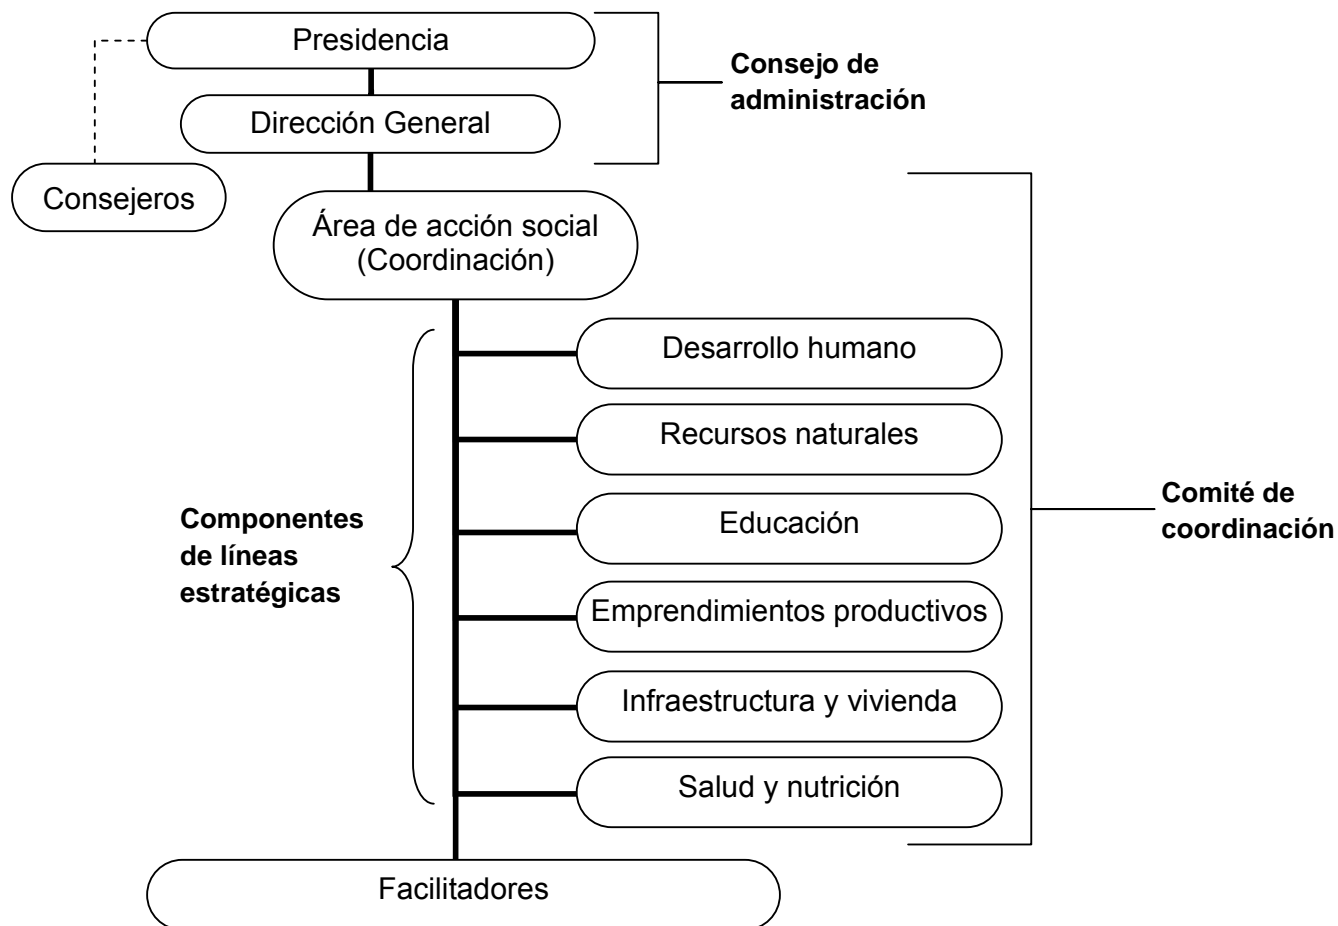 Presidencia
Consejo de
administración
Dirección General
Consejeros
Área de acción social
(Coordinación)
Desarrollo humano
Recursos naturales
Educación
Emprendimientos productivos
Infraestructura y vivienda
Salud y nutrición
Componentes
de líneas
estratégicas
Comité de
coordinación
Facilitadores